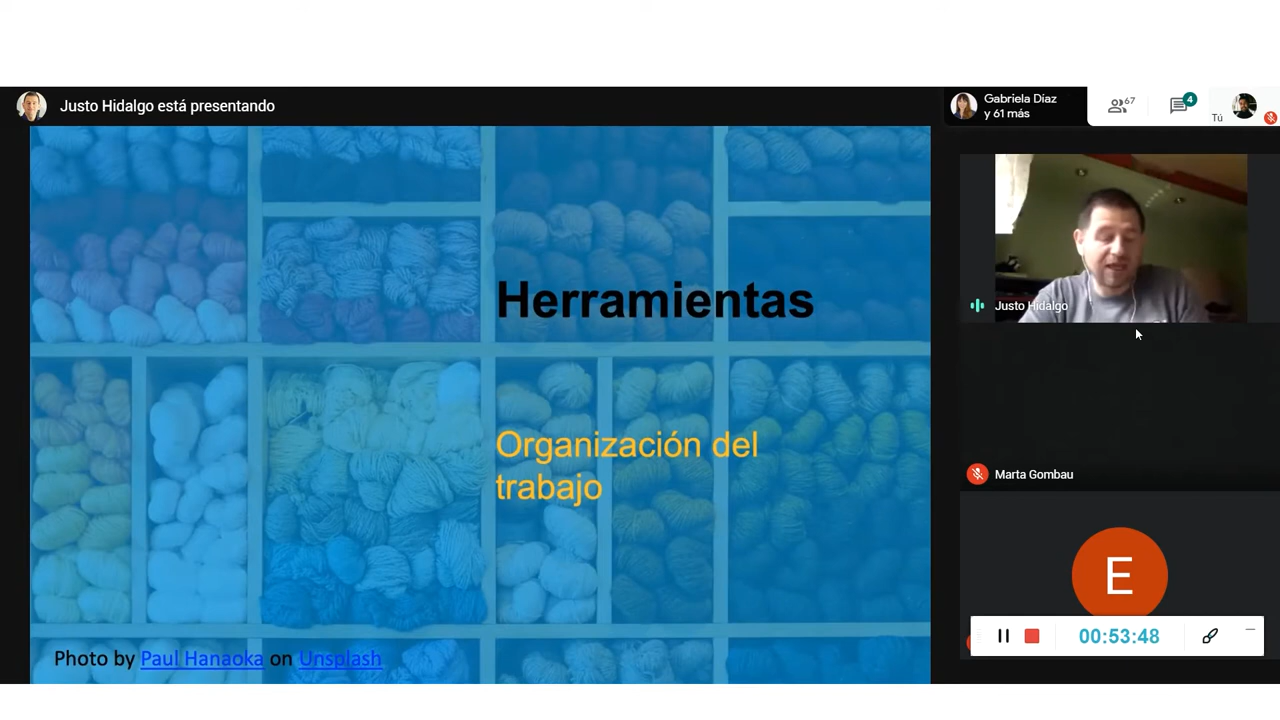 Justo Hidalgo está presentando
Gabriela Díaz
y 61 más
67
4
Tú
Herramientas
Organización del
trabajo
Photo by Paul Hanaoka on Unsplash
Justo Hidalgo
Marta Gombau
E
00:53:48